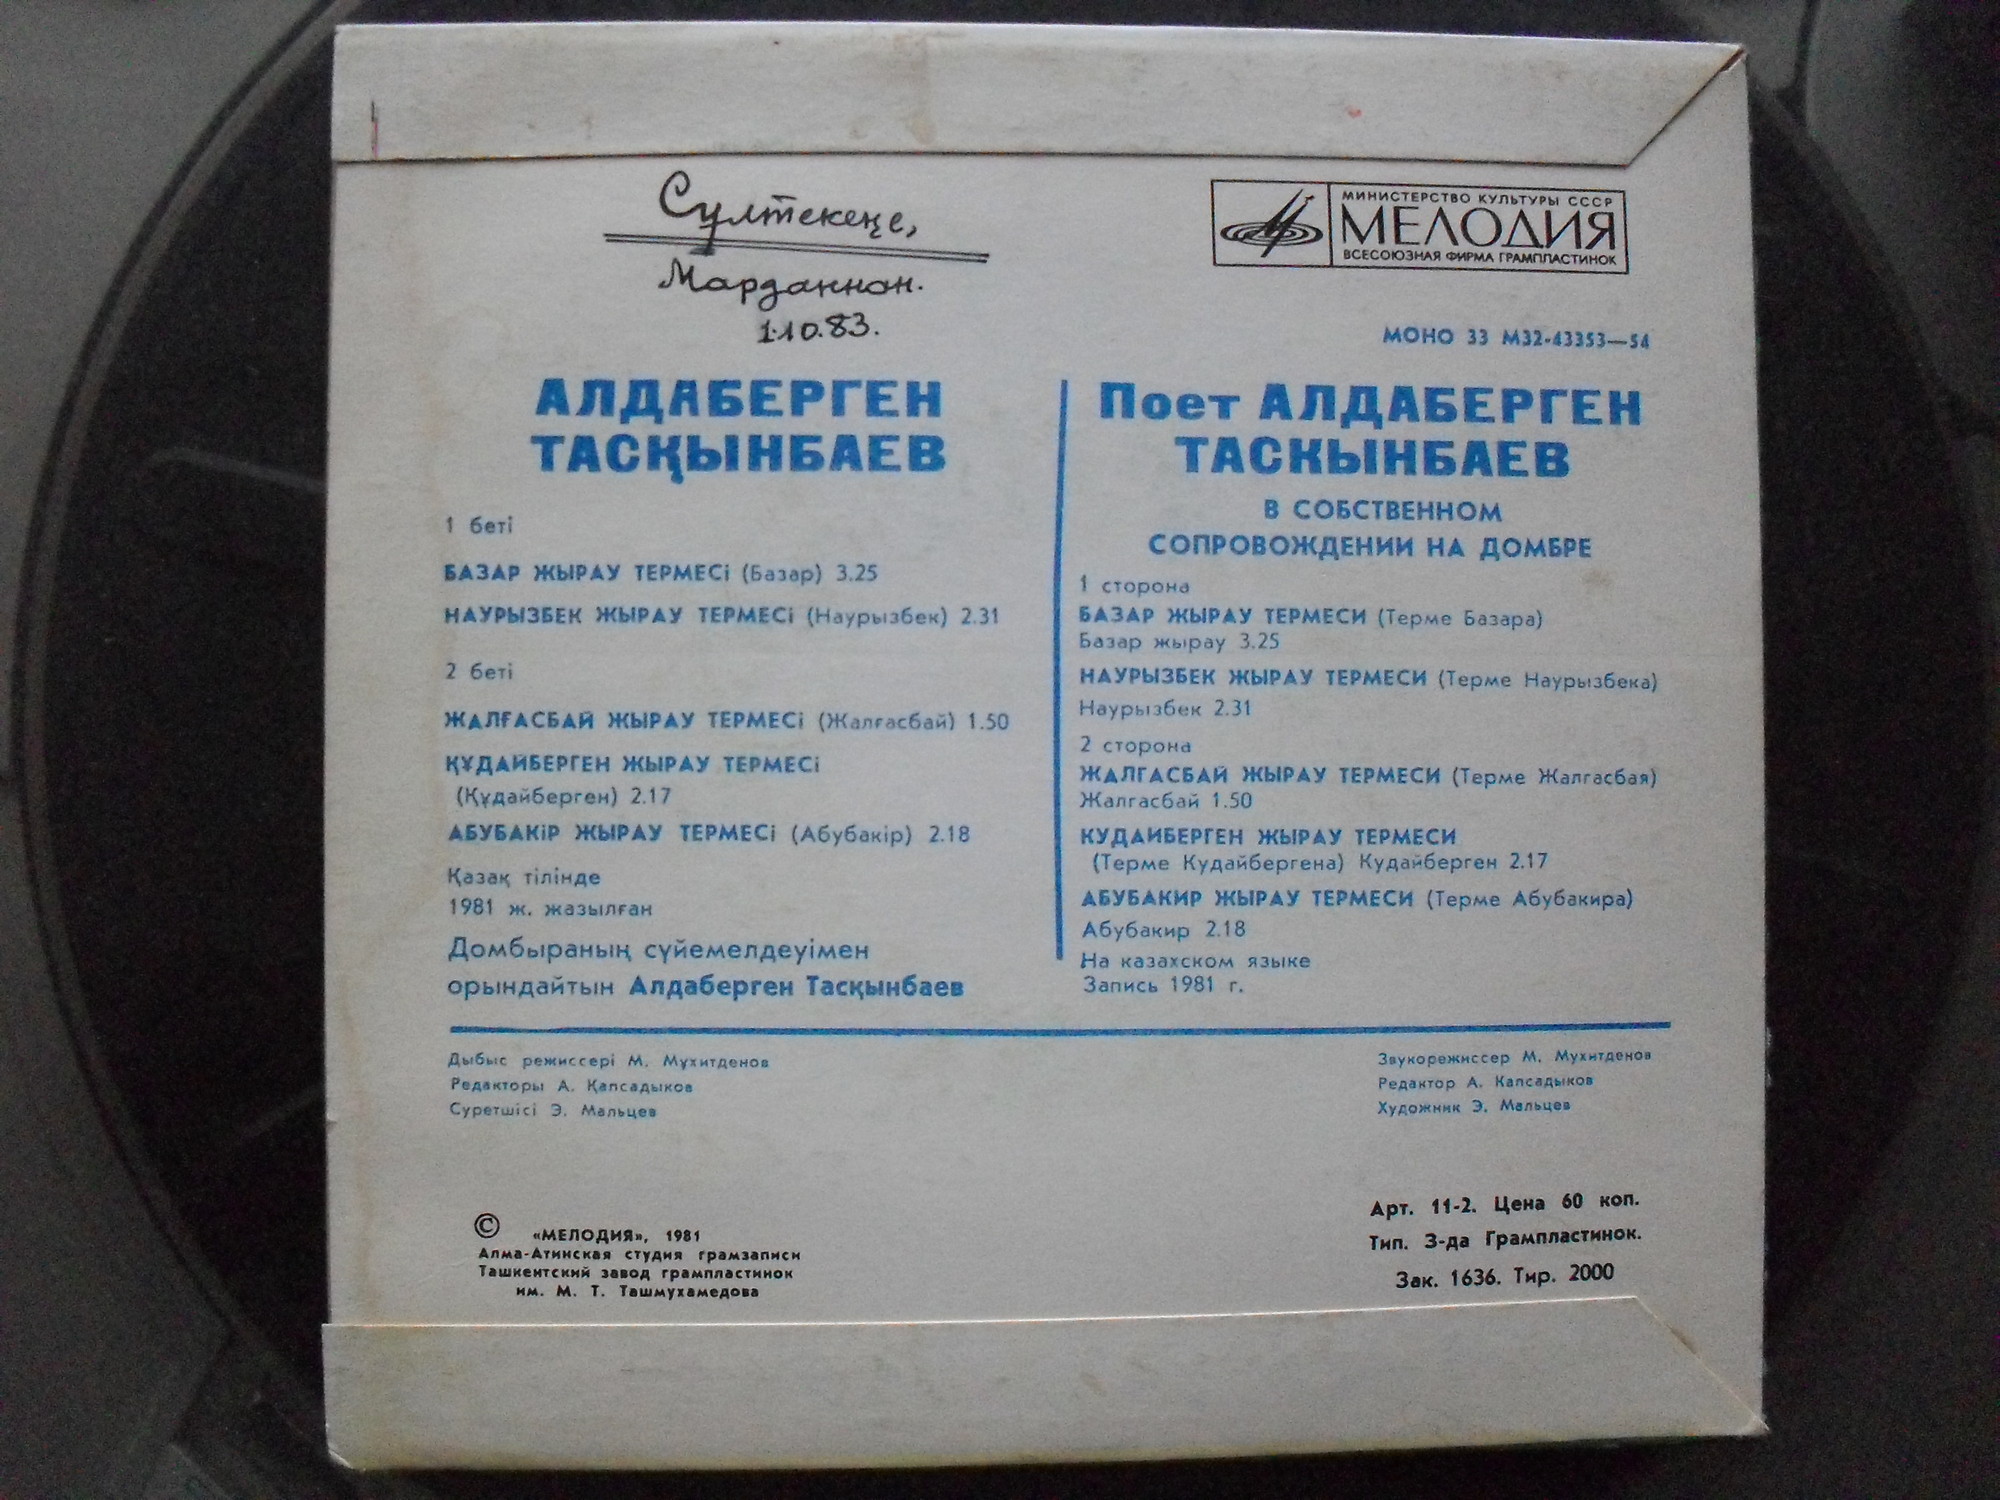 Сұлтекеңе,
Марданнан.
1.10.83.
МИНИСТЕРСТВО КУЛЬТУРЫ СССР
МЕЛОДИЯ
ВСЕСОЮЗНАЯ ФИРМА ГРАМПЛАСТИНОК
МОНО 33 М32-43353—54
АЛДАБЕРГЕН
ТАСҚЫНБАЕВ
1 беті
БАЗАР ЖЫРАУ ТЕРМЕСі (Базар) 3.25
НАУРЫЗБЕК ЖЫРАУ ТЕРМЕСі (Наурызбек) 2.31
2 беті
ЖАЛҒАСБАЙ ЖЫРАУ ТЕРМЕСі (Жалғасбай) 1.50
ҚҰДАЙБЕРГЕН ЖЫРАУ ТЕРМЕСі
(Құдайберген) 2.17
АБУБАКіР ЖЫРАУ ТЕРМЕСі (Абубакір) 2.18
Қазақ тілінде
1981 ж. жазылған
Домбыраның сүйемелдеуімен
орындайтын Алдаберген Тасқынбаев
Поет АЛДАБЕРГЕН
ТАСКЫНБАЕВ
В СОБСТВЕННОМ
СОПРОВОЖДЕНИИ НА ДОМБРЕ
1 сторона
БАЗАР ЖЫРАУ ТЕРМЕСИ (Терме Базара)
Базар жырау 3.25
НАУРЫЗБЕК ЖЫРАУ ТЕРМЕСИ (Терме Наурызбека)
Наурызбек 2.31
2 сторона
ЖАЛГАСБАЙ ЖЫРАУ ТЕРМЕСИ (Терме Жалгасбая)
Жалгасбай 1.50
КУДАЙБЕРГЕН ЖЫРАУ ТЕРМЕСИ
(Терме Кудайбергена) Кудайберген 2.17
АБУБАКИР ЖЫРАУ ТЕРМЕСИ (Терме Абубакира)
Абубакир 2.18
На казахском языке
Запись 1981 г.
Дыбыс режиссері М. Мұхитденов
Редакторы А. Қапсадыков
Суретшісі Э. Мальцев
Звукорежиссер М. Мухитденов
Редактор А. Капсадыков
Художник Э. Мальцев
© «МЕЛОДИЯ», 1981
Алма-Атинская студия грамзаписи
Ташкентский завод грампластинок
им. М. Т. Ташмухамедова
Арт. 11-2. Цена 60 коп.
Тип. З-да Грампластинок.
Зак. 1636. Тир. 2000